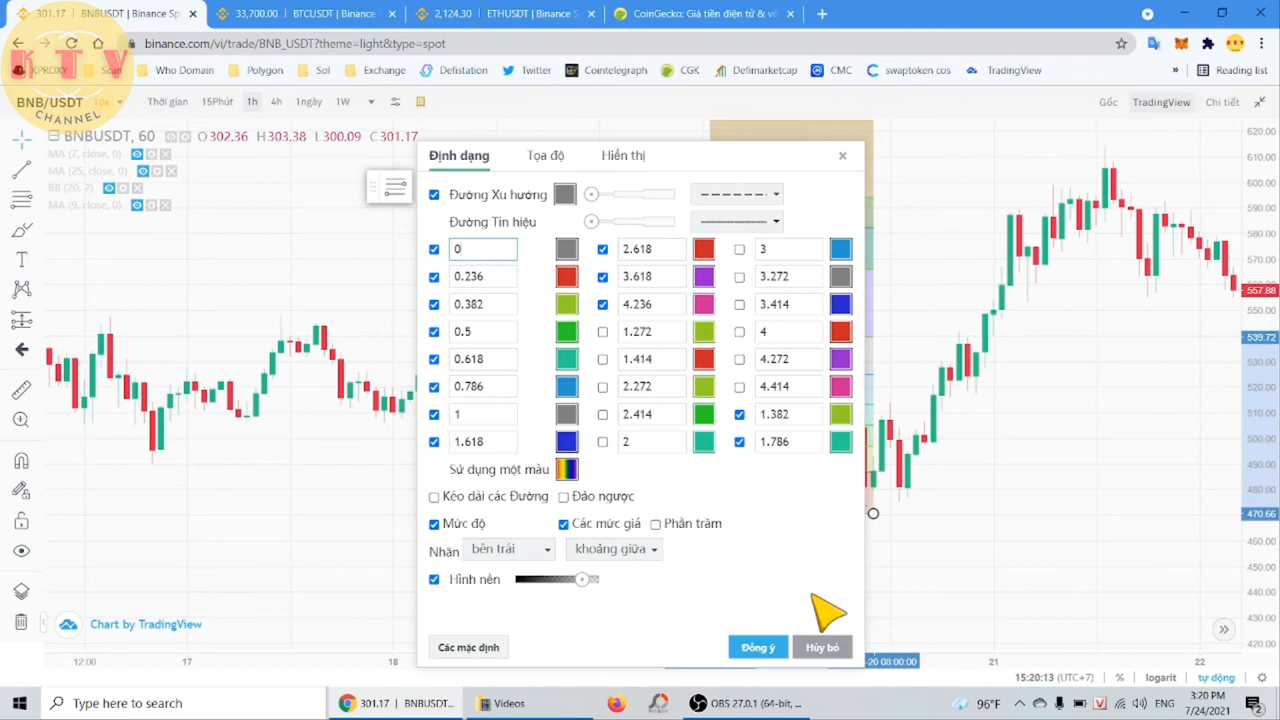 301.17 | BNBUSDT | Binance Sp
33,700.00 | BTCUSDT | Binance
2,124.30 | ETHUSDT | Binance S
CoinGecko: Giá tiền điện tử & vố
binance.com/vi/trade/BNB_USDT?theme=light&type=spot
KPROXY
Scan
Who Domain
Polygon
Sol
Exchange
Defistation
Twitter
Cointelegraph
CGK
Defimarketcap
CMC
swaptoken cos
TradingView
»
Reading list
KTV
CHANNEL
BNB/USDT 10x
Thời gian 15Phút 1h 4h 1ngày 1W
Gốc TradingView Chi tiết
BNBUSDT, 60 O302.36 H303.38 L300.09 C301.17
MA (7, close, 0)
MA (25, close, 0)
BB (20, 2)
MA (9, close, 0)
Định dạng Tọa độ Hiển thị
Đường Xu hướng
Đường Tín hiệu
0 2.618 3
0.236 3.618 3.272
0.382 4.236 3.414
0.5 1.272 4
0.618 1.414 4.272
0.786 2.272 4.414
1 2.414 1.382
1.618 2 1.786
Sử dụng một màu
Kéo dài các Đường Đảo ngược
Mức độ Các mức giá Phần trăm
Nhãn bên trái khoảng giữa
Hình nền
Các mặc định Đồng ý Hủy bỏ
620.00
610.00
600.00
590.00
580.00
570.00
557.88
550.00
539.72
530.00
520.00
510.00
500.00
490.00
480.00
470.66
460.00
450.00
440.00
430.00
420.00
Chart by TradingView
12:00 17 18 -20 08:00:00 21 22
15:20:13 (UTC+7) % logarit tự động
Type here to search
301.17 | BNBUSDT...
Videos
OBS 27.0.1 (64-bit, ...
96°F
3:20 PM
7/24/2021
2